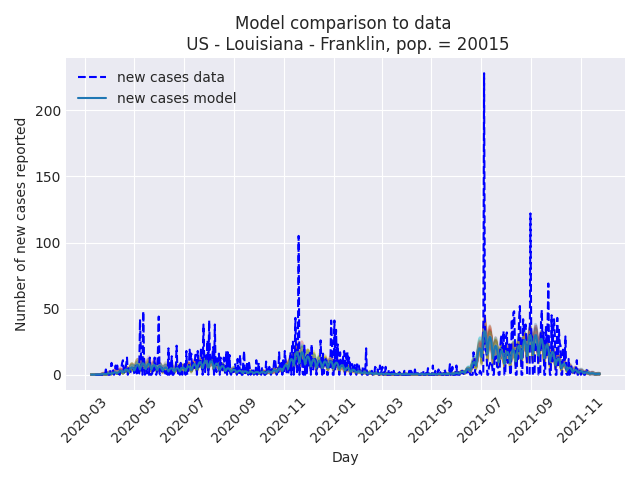 Model comparison to data
US - Louisiana - Franklin, pop. = 20015
new cases data
new cases model
Number of new cases reported
200
150
100
50
0
2020-03
2020-05
2020-07
2020-09
2020-11
2021-01
2021-03
2021-05
2021-07
2021-09
2021-11
Day